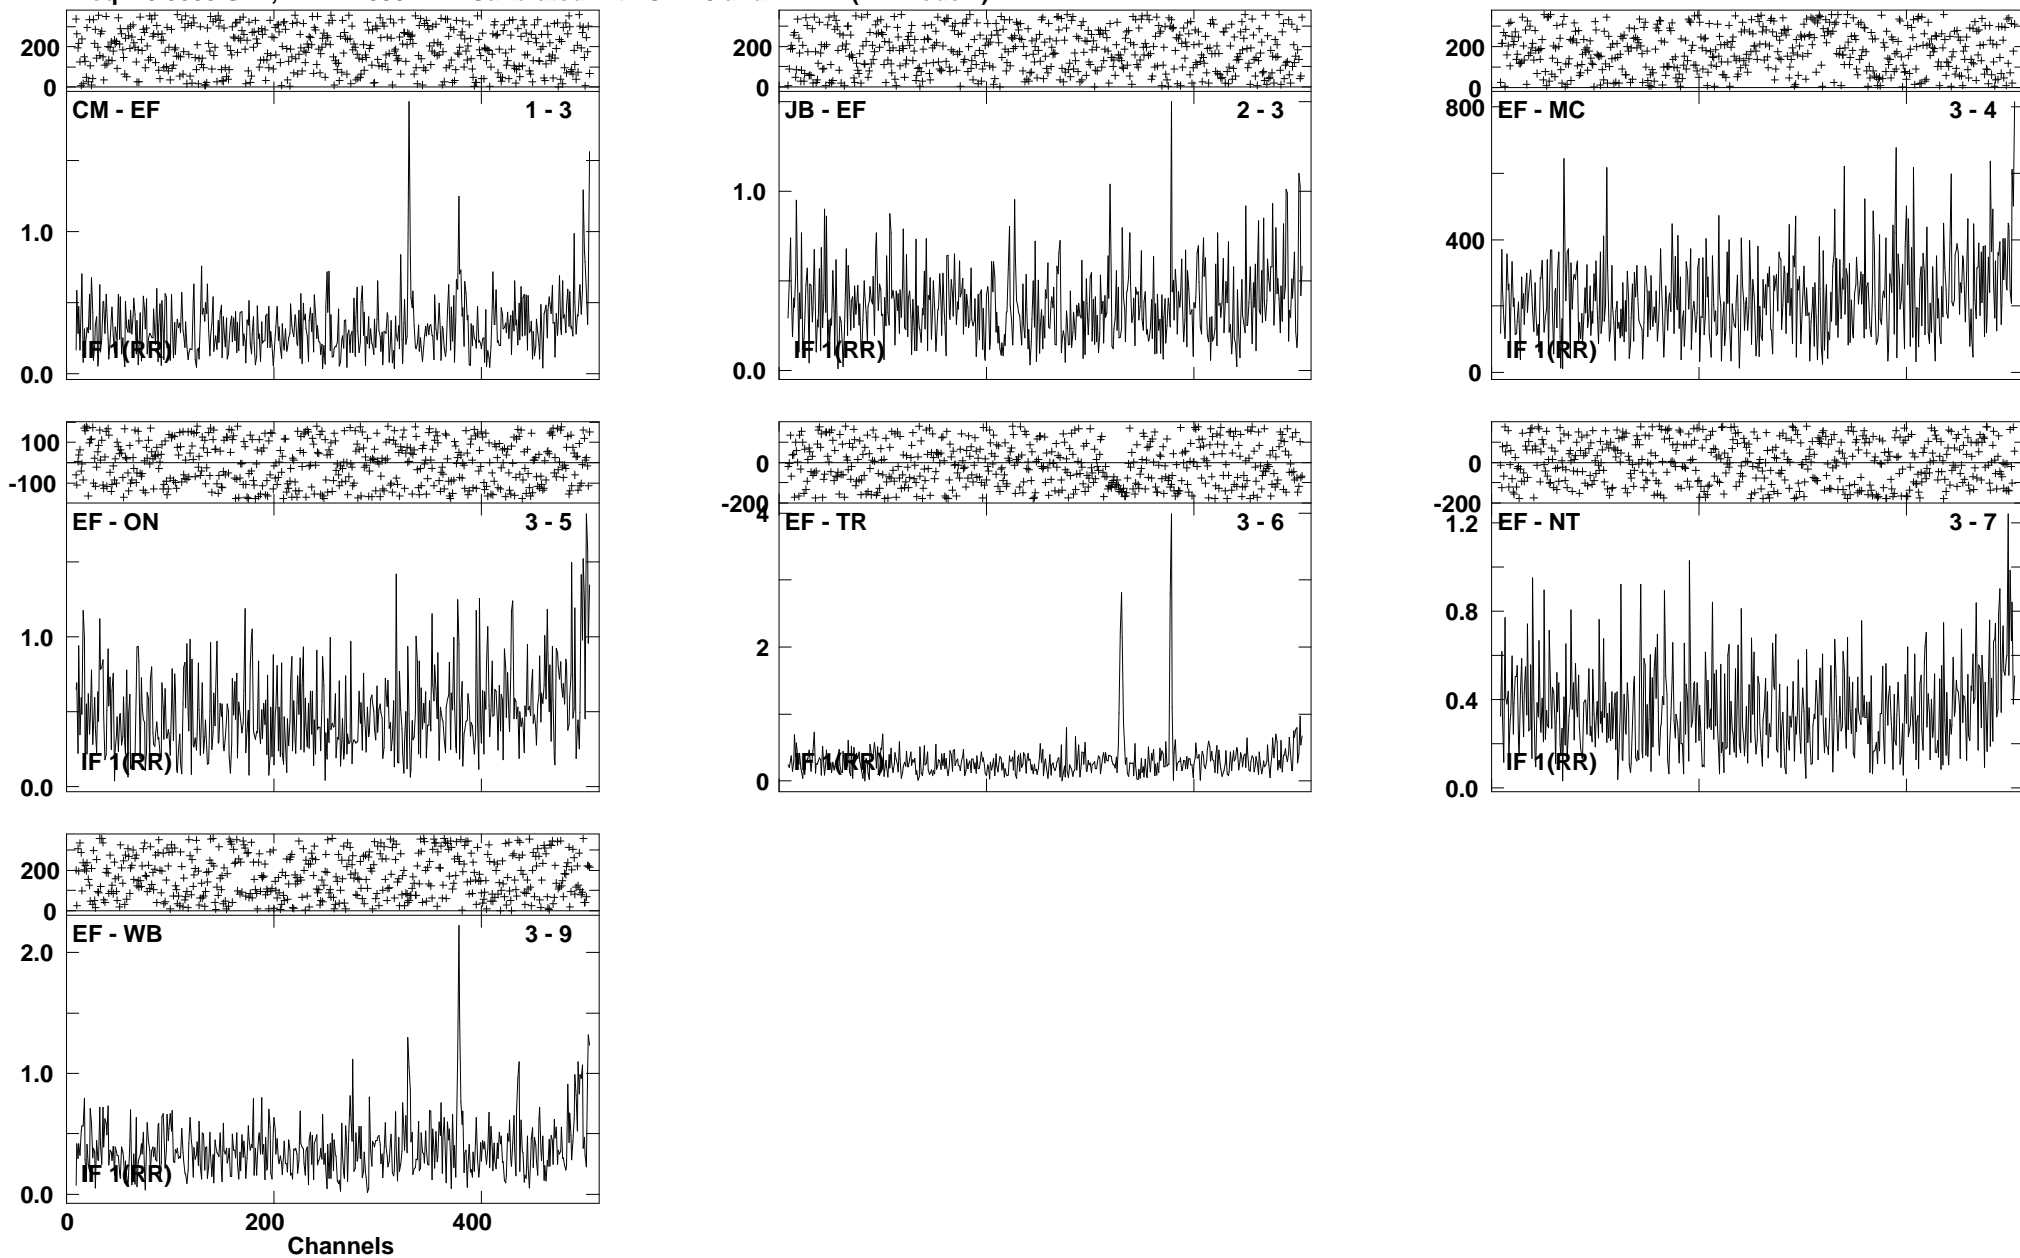 200
0
CM - EF 1 - 3
1.0
0.0
IF 1(RR)
200
0
JB - EF 2 - 3
1.0
0.0
IF 1(RR)
200
0
EF - MC 3 - 4
800
400
0
IF 1(RR)
100
-100
EF - ON 3 - 5
1.0
0.0
IF 1(RR)
0
-200
EF - TR 3 - 6
4
2
0
IF 1(RR)
0
-200
EF - NT 3 - 7
1.2
0.8
0.4
0.0
IF 1(RR)
200
0
EF - WB 3 - 9
2.0
1.0
0.0
IF 1(RR)
0 200 400
Channels